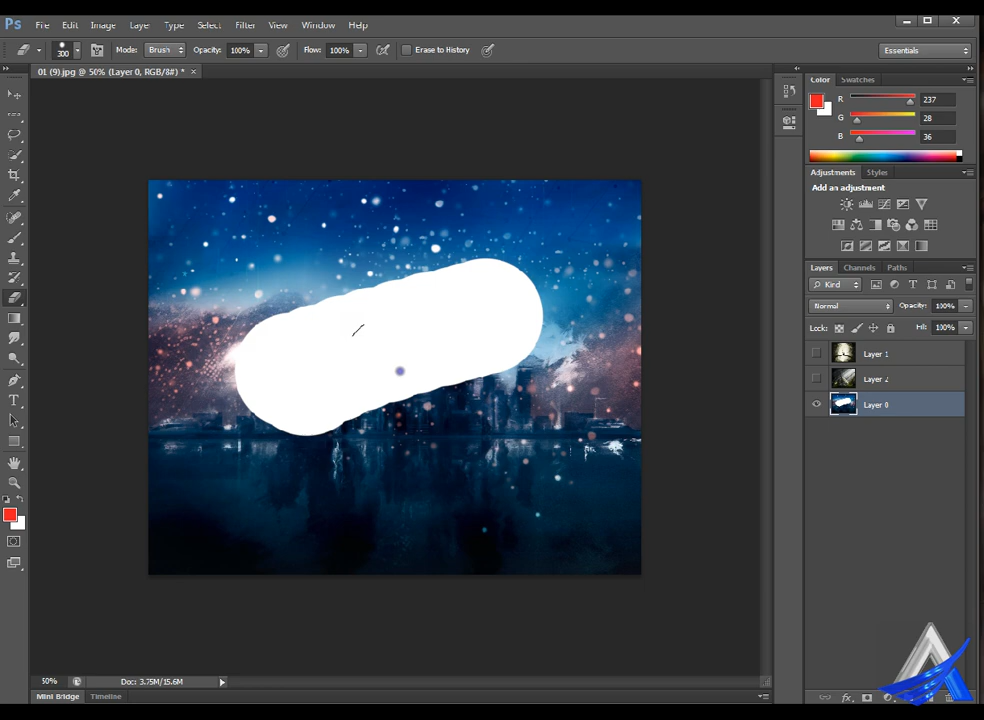 Ps File Edit Image Layer Type Select Filter View Window Help
300 Mode: Brush Opacity: 100% Flow: 100% Erase to History Essentials
01 (9).jpg @ 50% (Layer 0, RGB/8#) * ×
Color Swatches
R 237
G 28
B 36
Adjustments Styles
Add an adjustment
Layers Channels Paths
Kind
Normal Opacity: 100%
Lock: Fill: 100%
Layer 1
Layer 2
Layer 0
50% Doc: 3.75M/15.6M
Mini Bridge Timeline